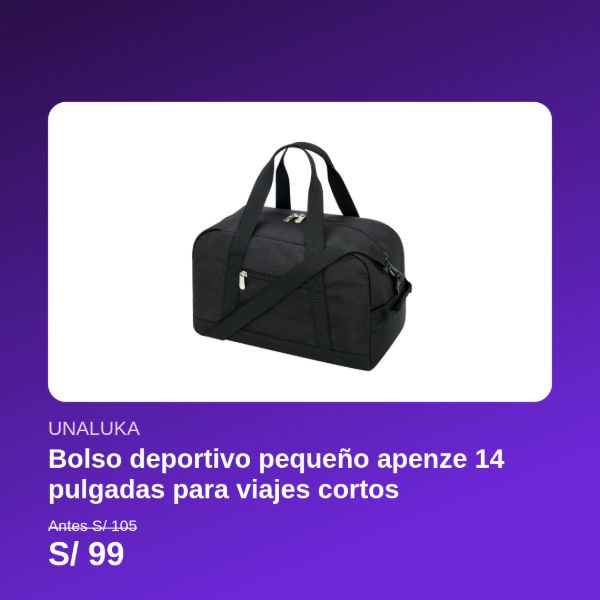 UNALUKA
Bolso deportivo pequeño apenze 14
pulgadas para viajes cortos
Antes S/ 105
S/ 99